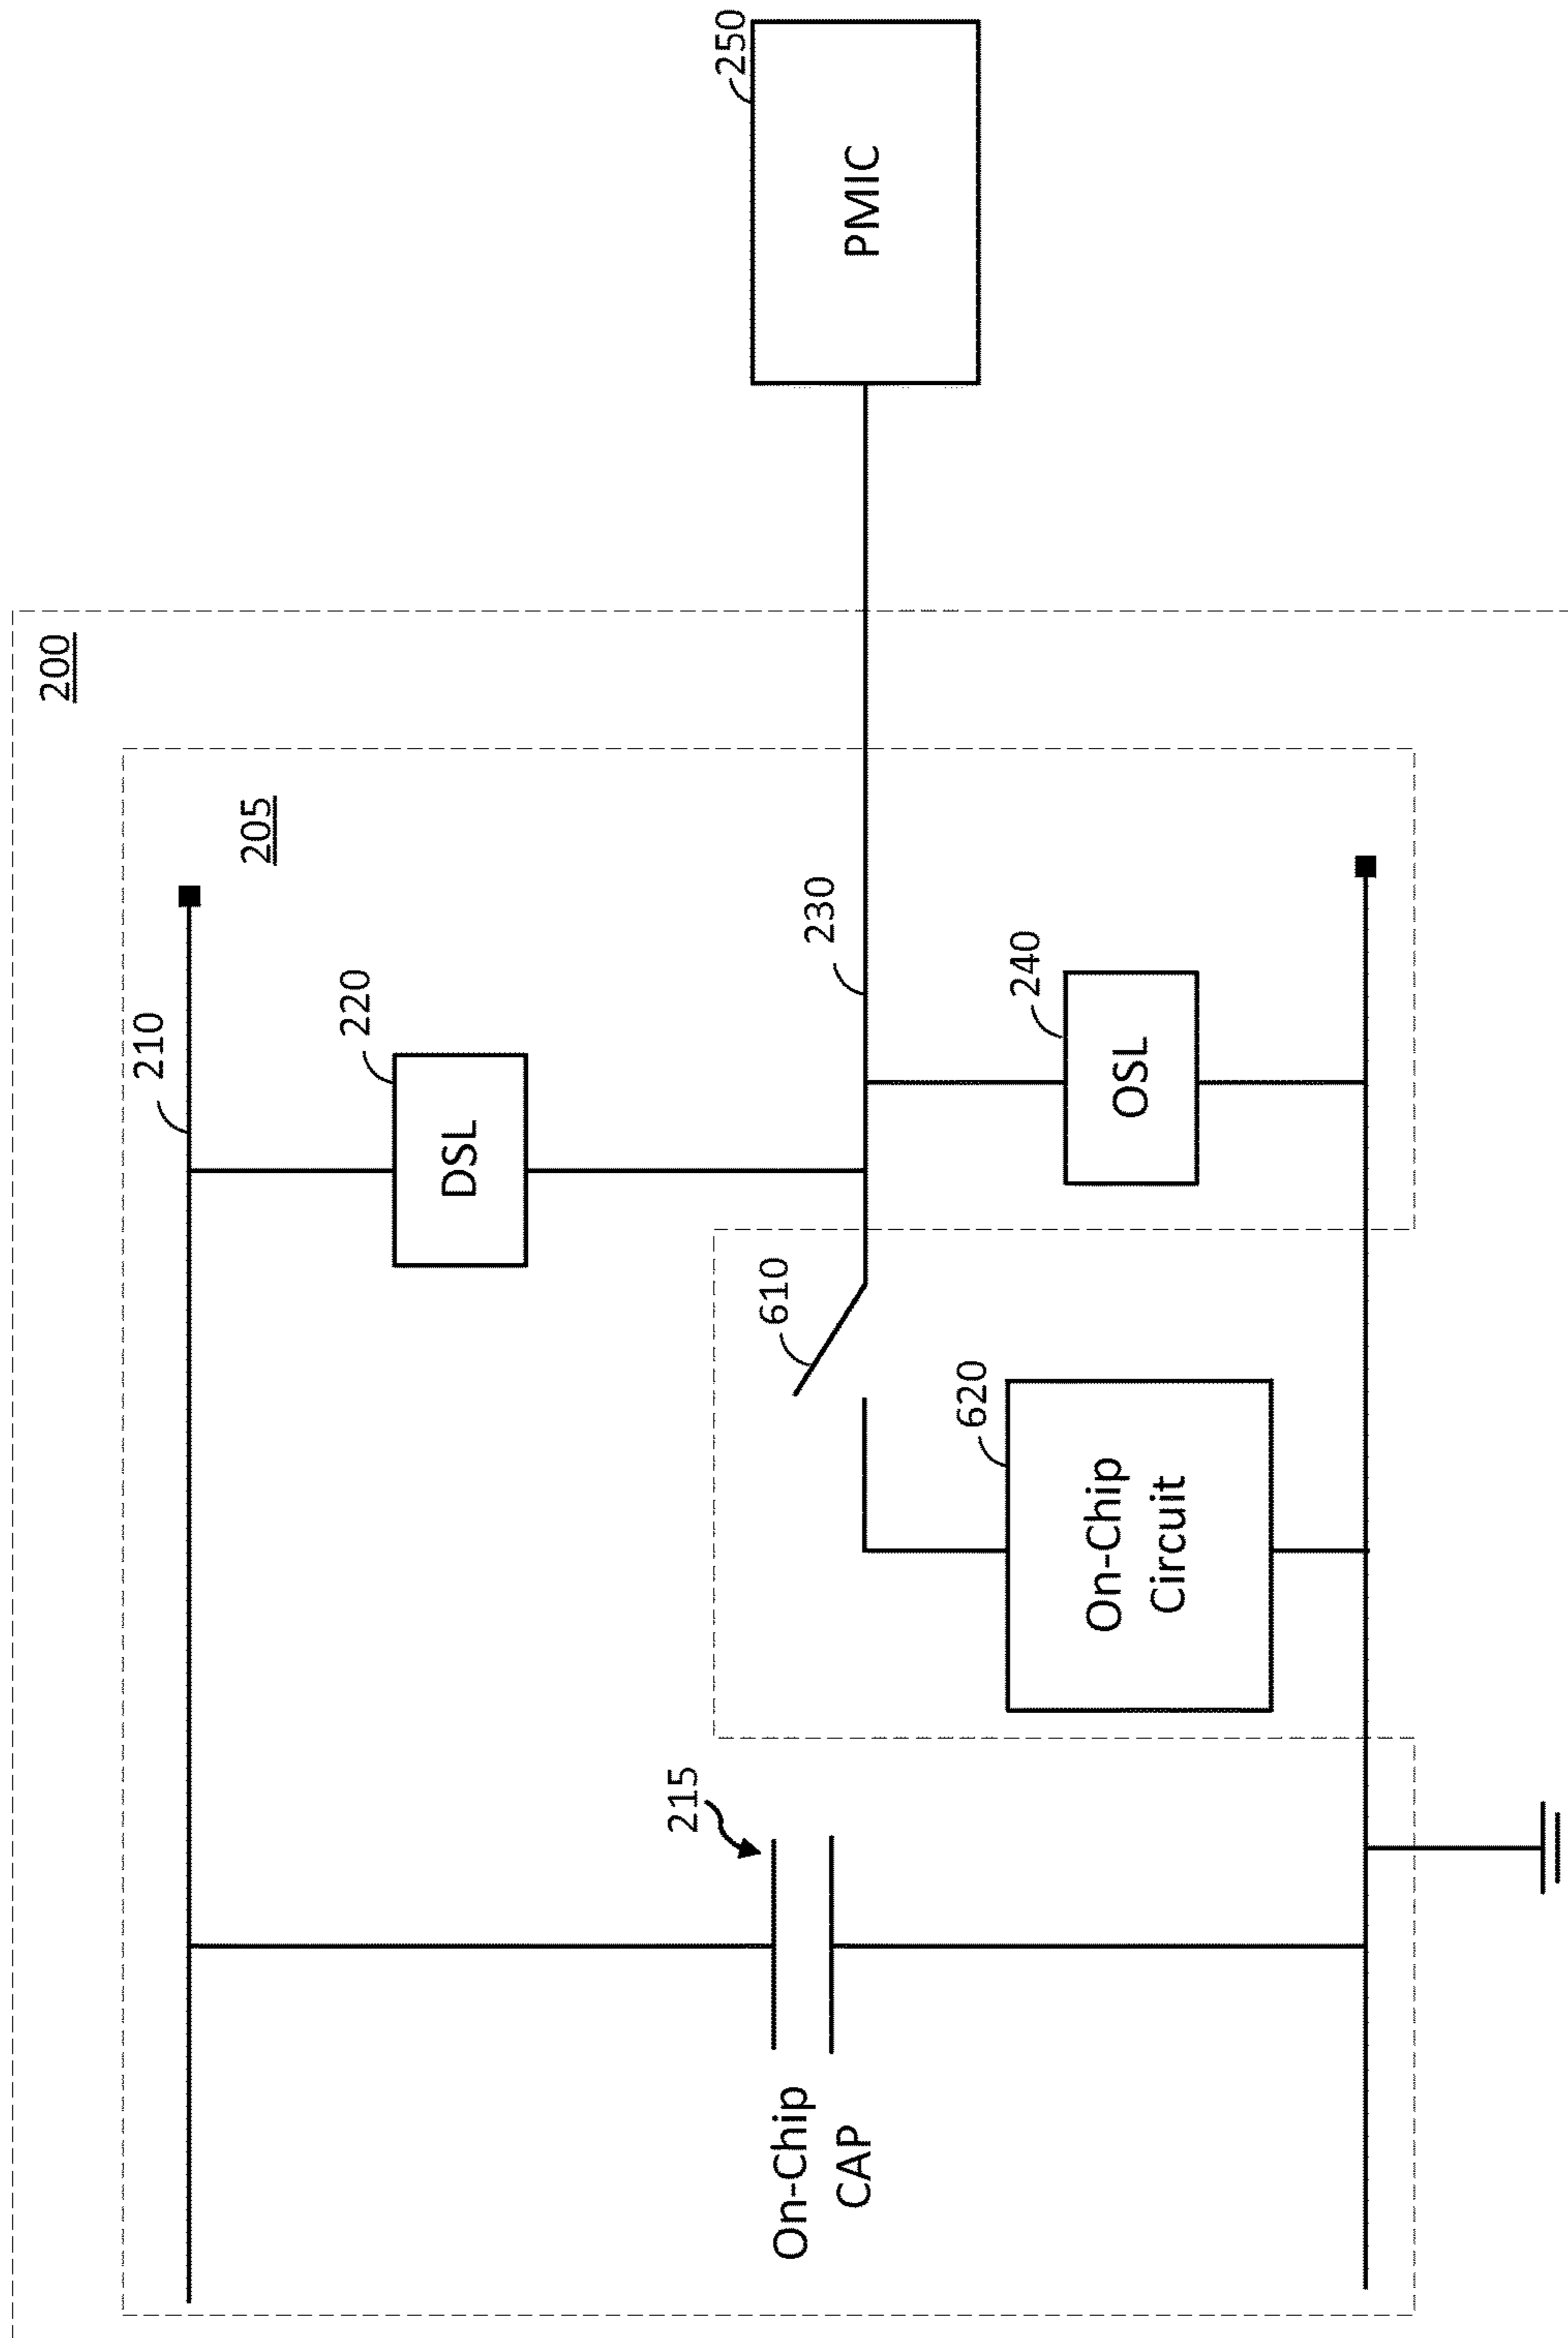 200
210
205
220
DSL
215
250
610
On-Chip
CAP
230
PMIC
620
240
On-Chip
Circuit
OSL